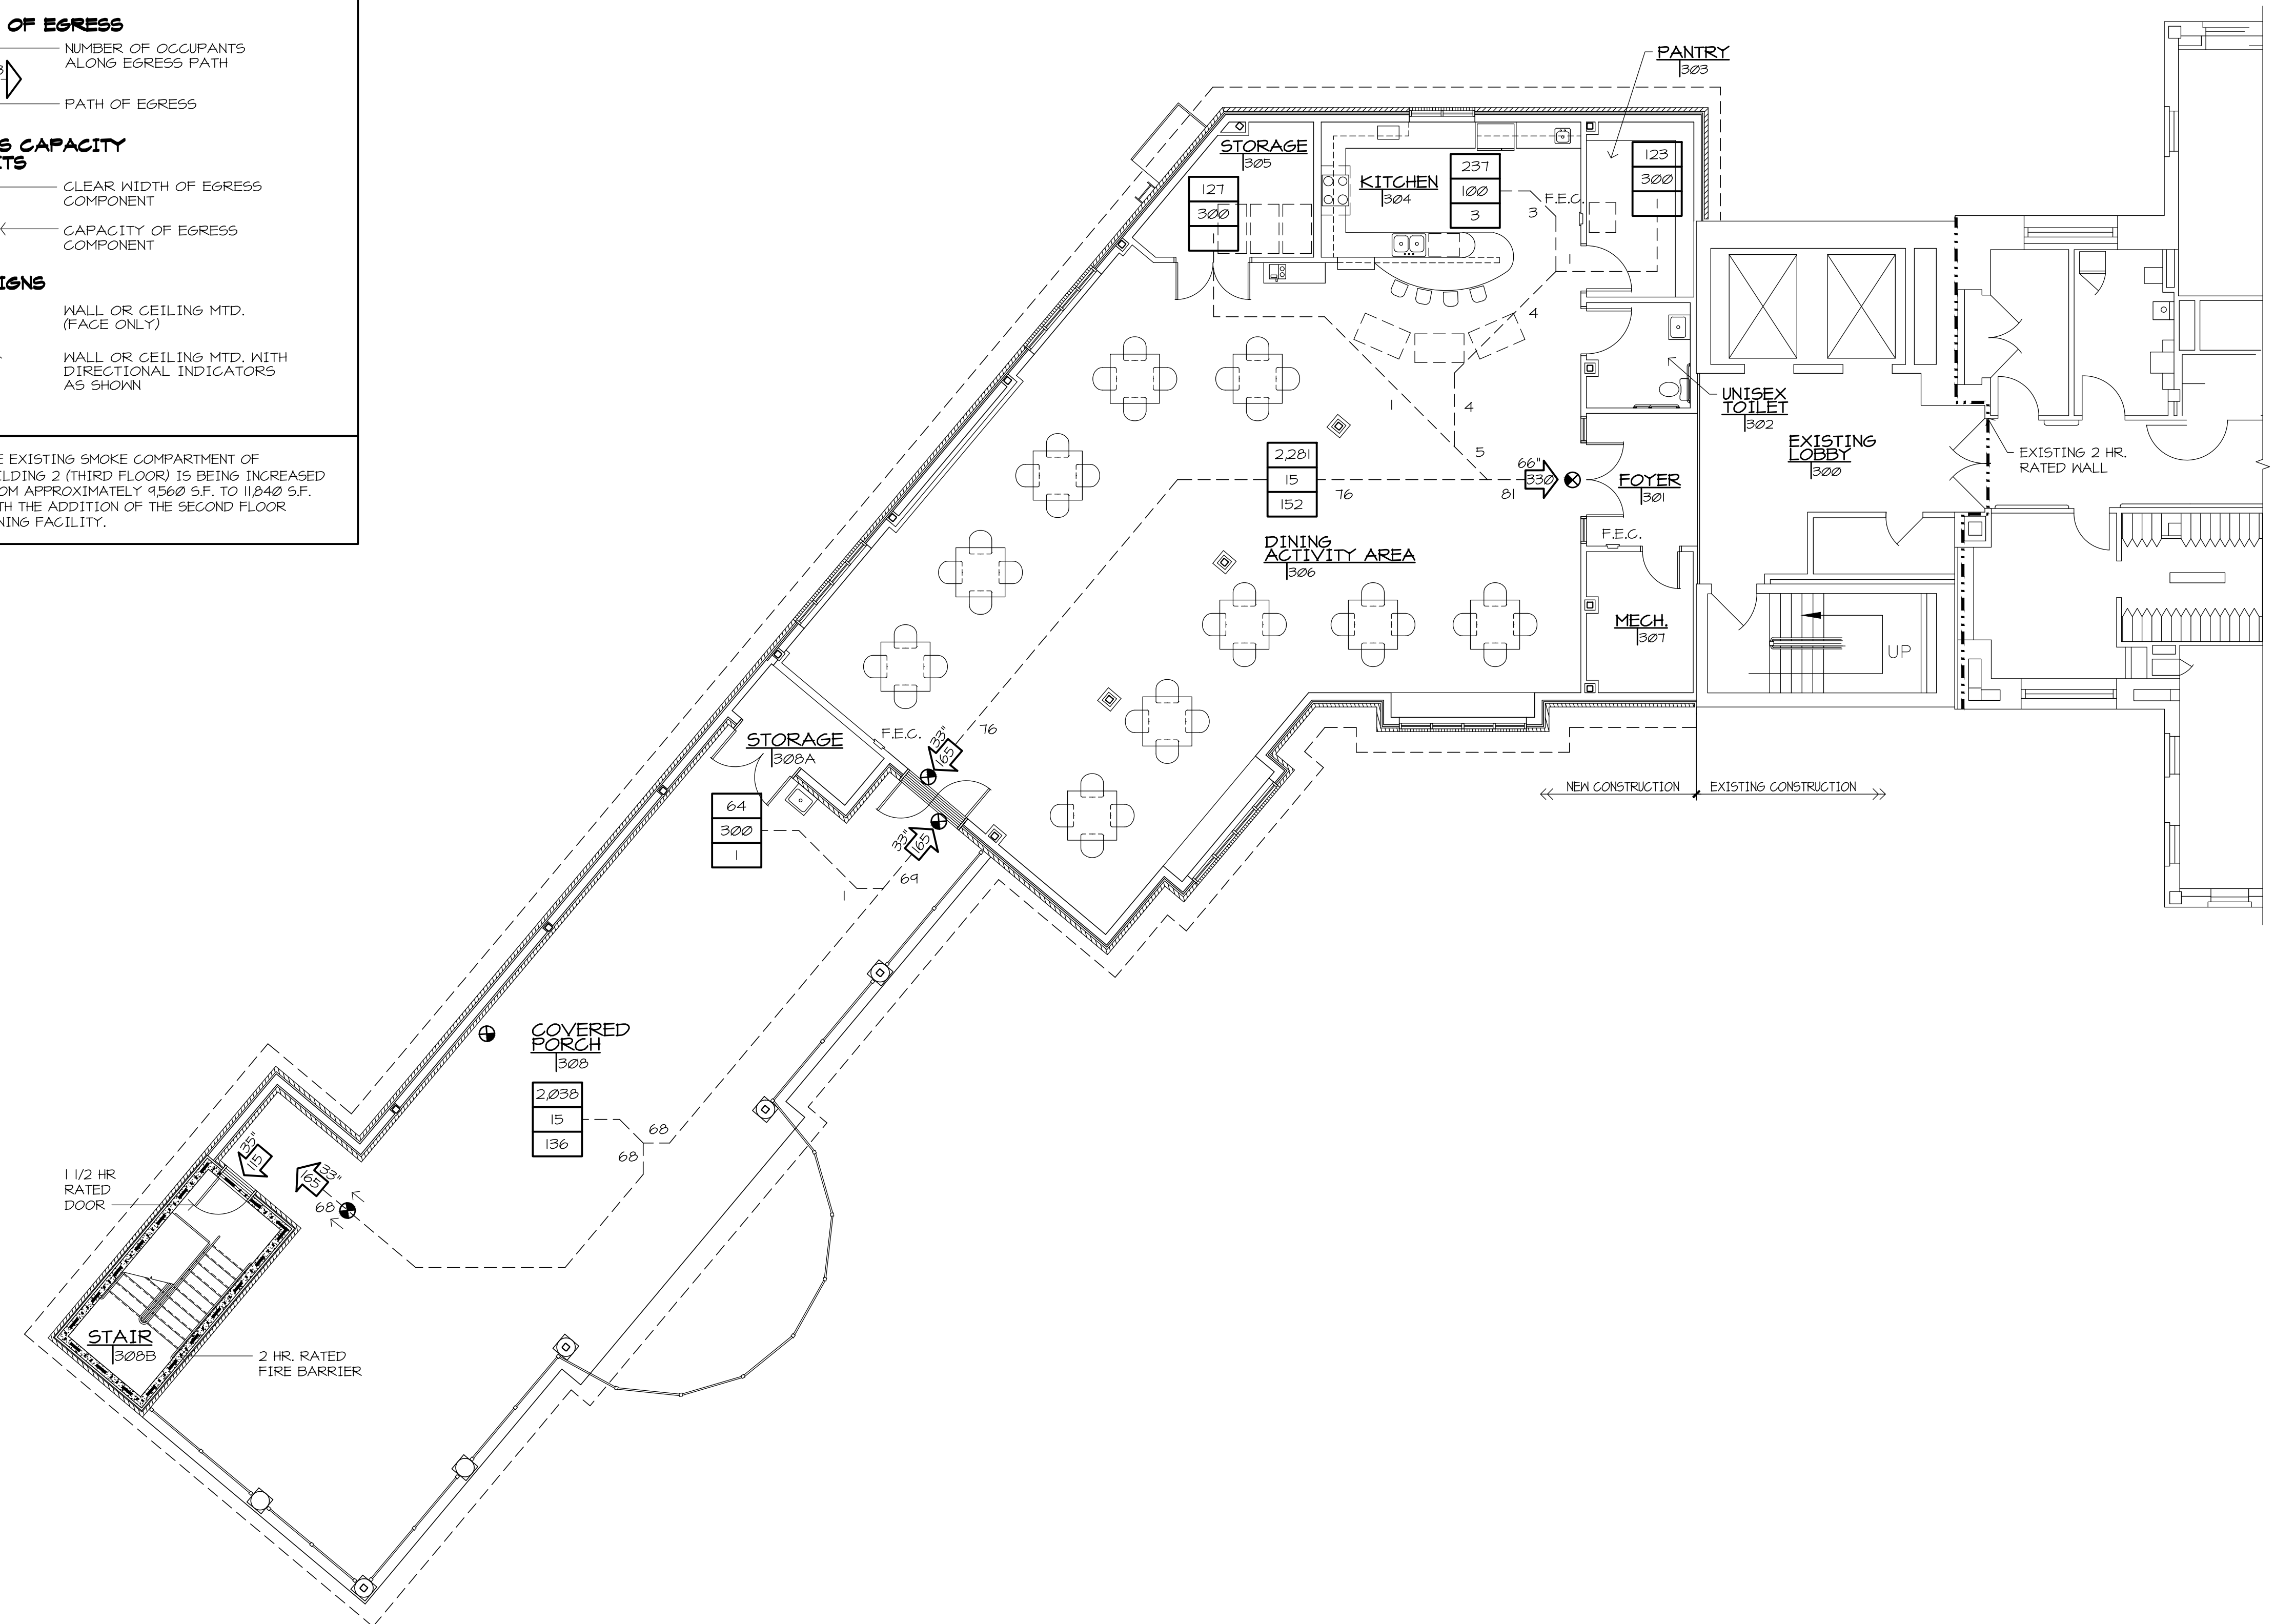 OF EGRESS
NUMBER OF OCCUPANTS
ALONG EGRESS PATH
PATH OF EGRESS
CAPACITY
CLEAR WIDTH OF EGRESS
COMPONENT
CAPACITY OF EGRESS
COMPONENT
WALL OR CEILING MTD.
(FACE ONLY)
WALL OR CEILING MTD. WITH
DIRECTIONAL INDICATORS
AS SHOWN
EXISTING SMOKE COMPARTMENT OF
BUILDING 2 (THIRD FLOOR) IS BEING INCREASED
FROM APPROXIMATELY 9,560 S.F. TO 11,840 S.F.
WITH THE ADDITION OF THE SECOND FLOOR
DINING FACILITY.
PANTRY
303
STORAGE
305
127
300
KITCHEN
304
237
100
3
3
F.E.C.
123
300
1
4
4
1
5
UNISEX
TOILET
302
EXISTING
LOBBY
300
EXISTING 2 HR.
RATED WALL
2,281
15
152
76
66"
330
81
FOYER
301
F.E.C.
DINING
ACTIVITY AREA
306
MECH.
307
UP
NEW CONSTRUCTION
EXISTING CONSTRUCTION
STORAGE
308A
F.E.C.
33"
165
76
64
300
1
33"
165
69
1
COVERED
PORCH
308
2,038
15
136
68
68
35"
115
33"
165
68
1 1/2 HR
RATED
DOOR
STAIR
308B
2 HR. RATED
FIRE BARRIER